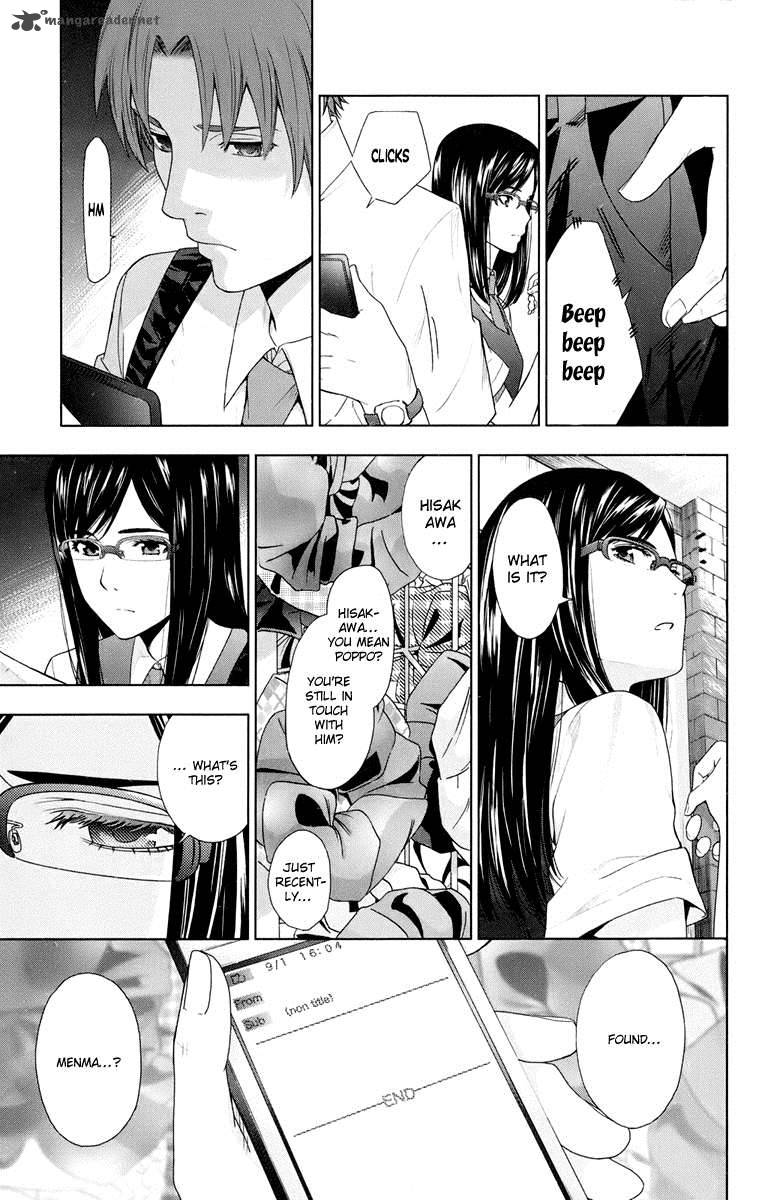 mangareader.net
Beep
beep
beep
CLICKS
HM
WHAT
IS IT?
HISAK
AWA
...
HISAK-
AWA...
YOU MEAN
POPPO?
YOU'RE
STILL IN
TOUCH
WITH
HIM?
JUST
RECENT-
LY...
... WHAT'S
THIS?
FOUND...
9/1 16:04
From
Sub (non title)
END
MENMA...?